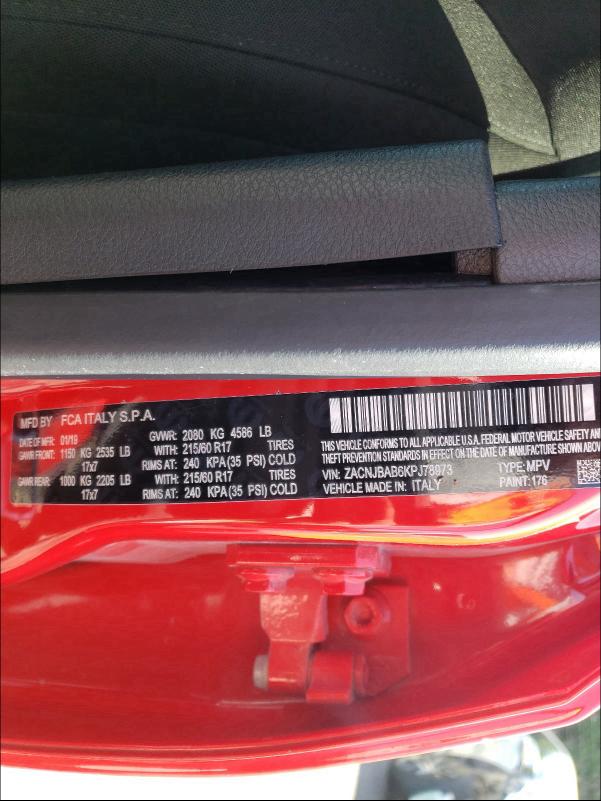 MFD BY FCA ITALY S.P.A.
DATE OF MFR: 01/19 GVWR: 2080 KG 4586 LB
GAWR FRONT: 1150 KG 2535 LB WITH: 215/60 R17 TIRES
17x7 RIMS AT: 240 KPA(35 PSI) COLD
GAWR REAR: 1000 KG 2205 LB WITH: 215/60 R17 TIRES
17x7 RIMS AT: 240 KPA(35 PSI) COLD
THIS VEHICLE CONFORMS TO ALL APPLICABLE U.S.A. FEDERAL MOTOR VEHICLE SAFETY AND
THEFT PREVENTION STANDARDS IN EFFECT ON THE DATE OF MANUFACTURE SHOWN ABOVE
VIN: ZACNJBAB6KPJ78973 TYPE: MPV
VEHICLE MADE IN: ITALY PAINT: 176